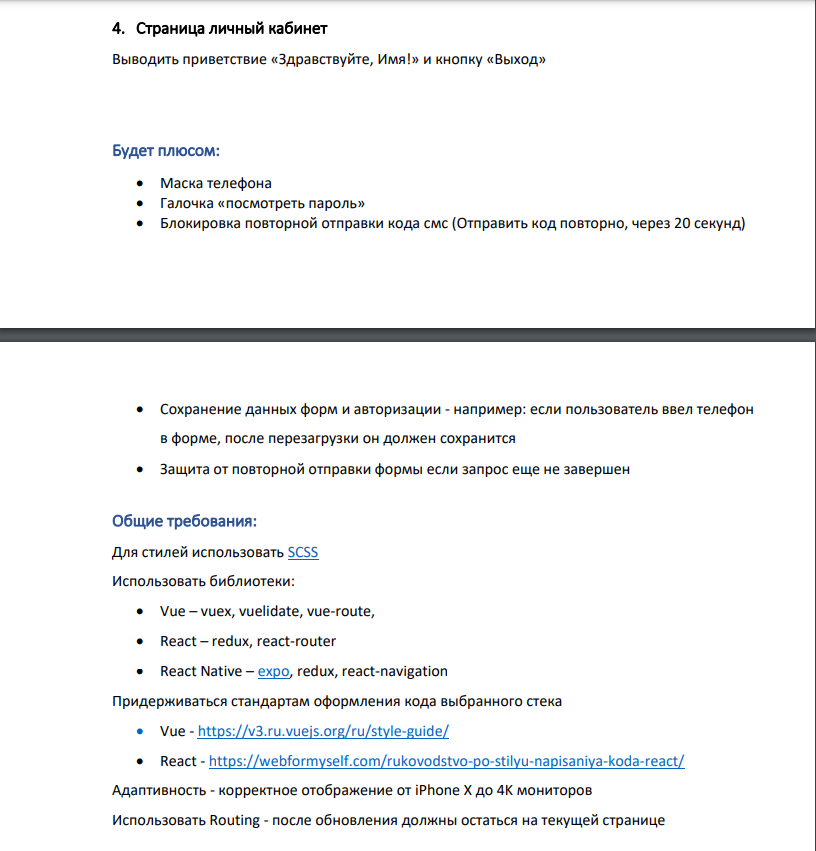 4. Страница личный кабинет
Выводить приветствие «Здравствуйте, Имя!» и кнопку «Выход»
Будет плюсом:
• Маска телефона
• Галочка «посмотреть пароль»
• Блокировка повторной отправки кода смс (Отправить код повторно, через 20 секунд)
• Сохранение данных форм и авторизации - например: если пользователь ввел телефон
в форме, после перезагрузки он должен сохранится
• Защита от повторной отправки формы если запрос еще не завершен
Общие требования:
Для стилей использовать SCSS
Использовать библиотеки:
• Vue – vuex, vuelidate, vue-route,
• React – redux, react-router
• React Native – expo, redux, react-navigation
Придерживаться стандартам оформления кода выбранного стека
• Vue - https://v3.ru.vuejs.org/ru/style-guide/
• React - https://webformyself.com/rukovodstvo-po-stilyu-napisaniya-koda-react/
Адаптивность - корректное отображение от iPhone X до 4K мониторов
Использовать Routing - после обновления должны остаться на текущей странице